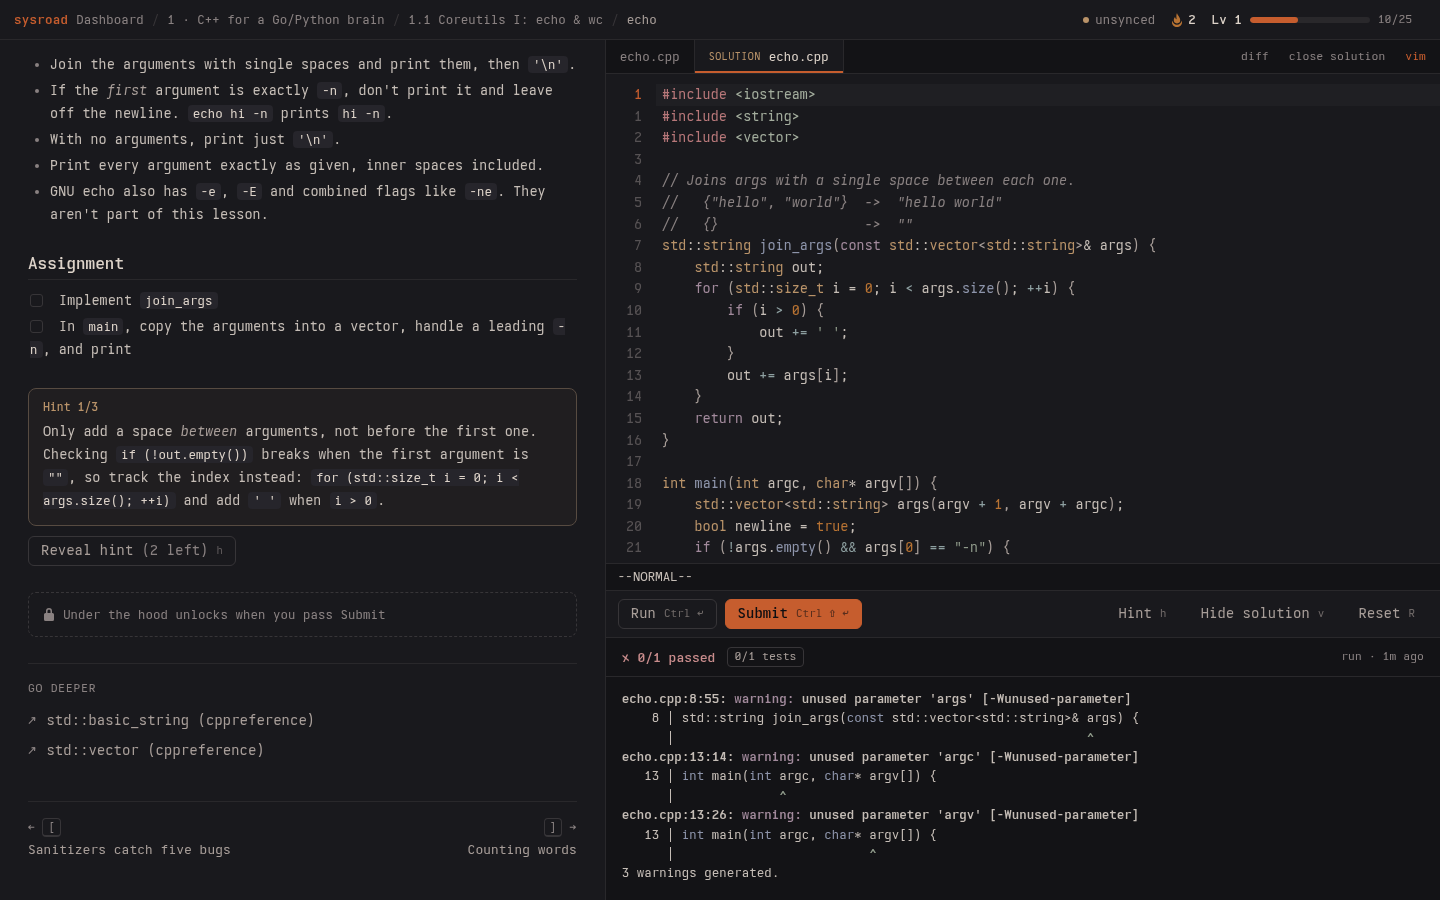 sysroad Dashboard / 1 · C++ for a Go/Python brain / 1.1 Coreutils I: echo & wc / echo
unsynced 2 Lv 1 10/25
• Join the arguments with single spaces and print them, then '\n'.
• If the first argument is exactly -n, don't print it and leave
off the newline. echo hi -n prints hi -n.
• With no arguments, print just '\n'.
• Print every argument exactly as given, inner spaces included.
• GNU echo also has -e, -E and combined flags like -ne. They
aren't part of this lesson.
Assignment
Implement join_args
In main, copy the arguments into a vector, handle a leading -
n, and print
Hint 1/3
Only add a space between arguments, not before the first one.
Checking if (!out.empty()) breaks when the first argument is
"", so track the index instead: for (std::size_t i = 0; i <
args.size(); ++i) and add ' ' when i > 0.
Reveal hint (2 left) h
Under the hood unlocks when you pass Submit
GO DEEPER
↗ std::basic_string (cppreference)
↗ std::vector (cppreference)
← [
] →
Sanitizers catch five bugs
Counting words
echo.cpp SOLUTION echo.cpp diff close solution vim
1 #include <iostream>
1 #include <string>
2 #include <vector>
3
4 // Joins args with a single space between each one.
5 //   {"hello", "world"}  ->  "hello world"
6 //   {}                  ->  ""
7 std::string join_args(const std::vector<std::string>& args) {
8     std::string out;
9     for (std::size_t i = 0; i < args.size(); ++i) {
10         if (i > 0) {
11             out += ' ';
12         }
13         out += args[i];
14     }
15     return out;
16 }
17
18 int main(int argc, char* argv[]) {
19     std::vector<std::string> args(argv + 1, argv + argc);
20     bool newline = true;
21     if (!args.empty() && args[0] == "-n") {
--NORMAL--
Run Ctrl ↵ Submit Ctrl ⇧ ↵ Hint h Hide solution v Reset R
✗ 0/1 passed 0/1 tests run · 1m ago
echo.cpp:8:55: warning: unused parameter 'args' [-Wunused-parameter]
8 | std::string join_args(const std::vector<std::string>& args) {
| ^
echo.cpp:13:14: warning: unused parameter 'argc' [-Wunused-parameter]
13 | int main(int argc, char* argv[]) {
| ^
echo.cpp:13:26: warning: unused parameter 'argv' [-Wunused-parameter]
13 | int main(int argc, char* argv[]) {
| ^
3 warnings generated.